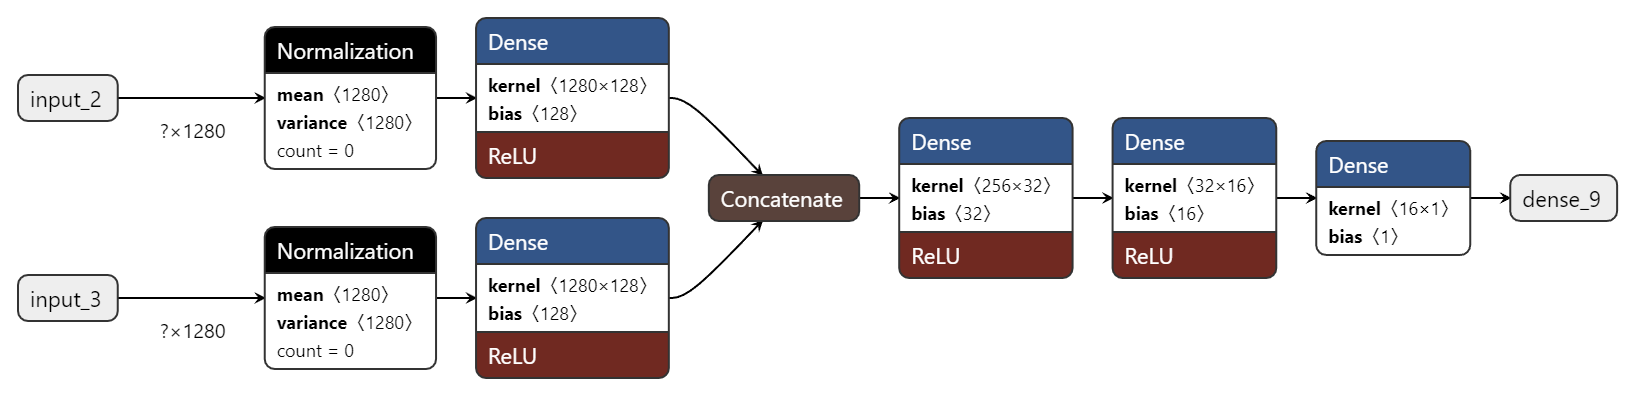 input_2
?×1280
Normalization
mean〈1280〉
variance〈1280〉
count = 0
Dense
kernel〈1280×128〉
bias〈128〉
ReLU
input_3
?×1280
Normalization
mean〈1280〉
variance〈1280〉
count = 0
Dense
kernel〈1280×128〉
bias〈128〉
ReLU
Concatenate
Dense
kernel〈256×32〉
bias〈32〉
ReLU
Dense
kernel〈32×16〉
bias〈16〉
ReLU
Dense
kernel〈16×1〉
bias〈1〉
dense_9